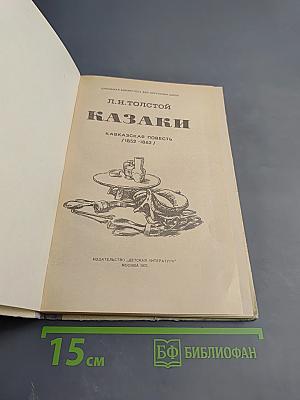 Л.Н.ТОЛСТОЙ
КАЗАКИ
КАВКАЗСКАЯ ПОВЕСТЬ
/1852-1862/
ИЗДАТЕЛЬСТВО „ДЕТСКАЯ ЛИТЕРАТУРА"
МОСКВА
15 см
БФ БИБЛИОФАН